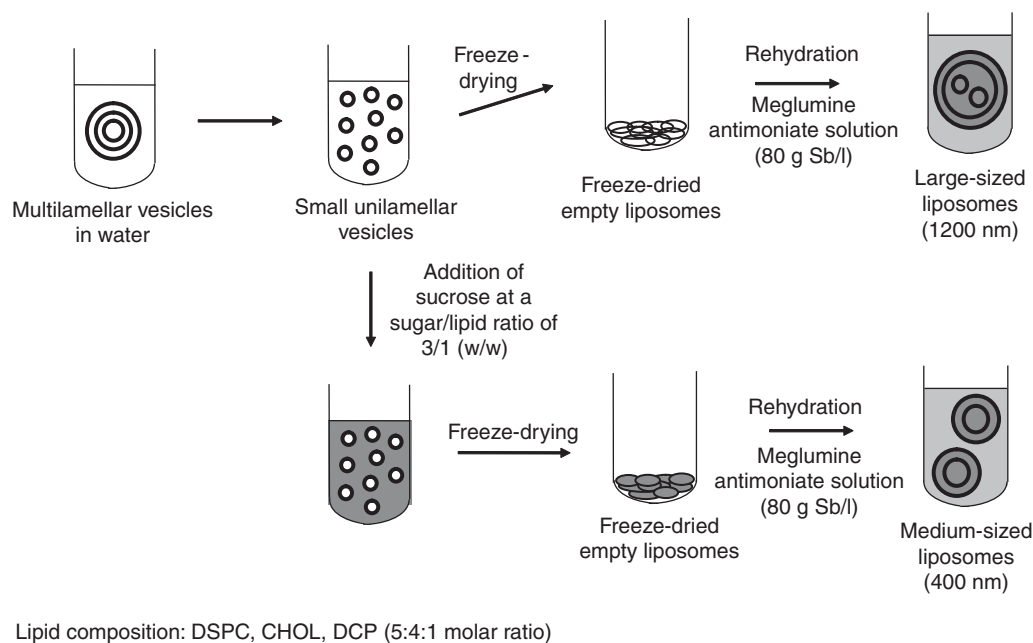 Freeze-
drying
Rehydration
Meglumine
antimoniate solution
(80 g Sb/l)
Multilamellar vesicles
in water
Small unilamellar
vesicles
Freeze-dried
empty liposomes
Large-sized
liposomes
(1200 nm)
Addition of
sucrose at a
sugar/lipid ratio of
3/1 (w/w)
Freeze-drying
Rehydration
Meglumine
antimoniate solution
(80 g Sb/l)
Freeze-dried
empty liposomes
Medium-sized
liposomes
(400 nm)
Lipid composition: DSPC, CHOL, DCP (5:4:1 molar ratio)